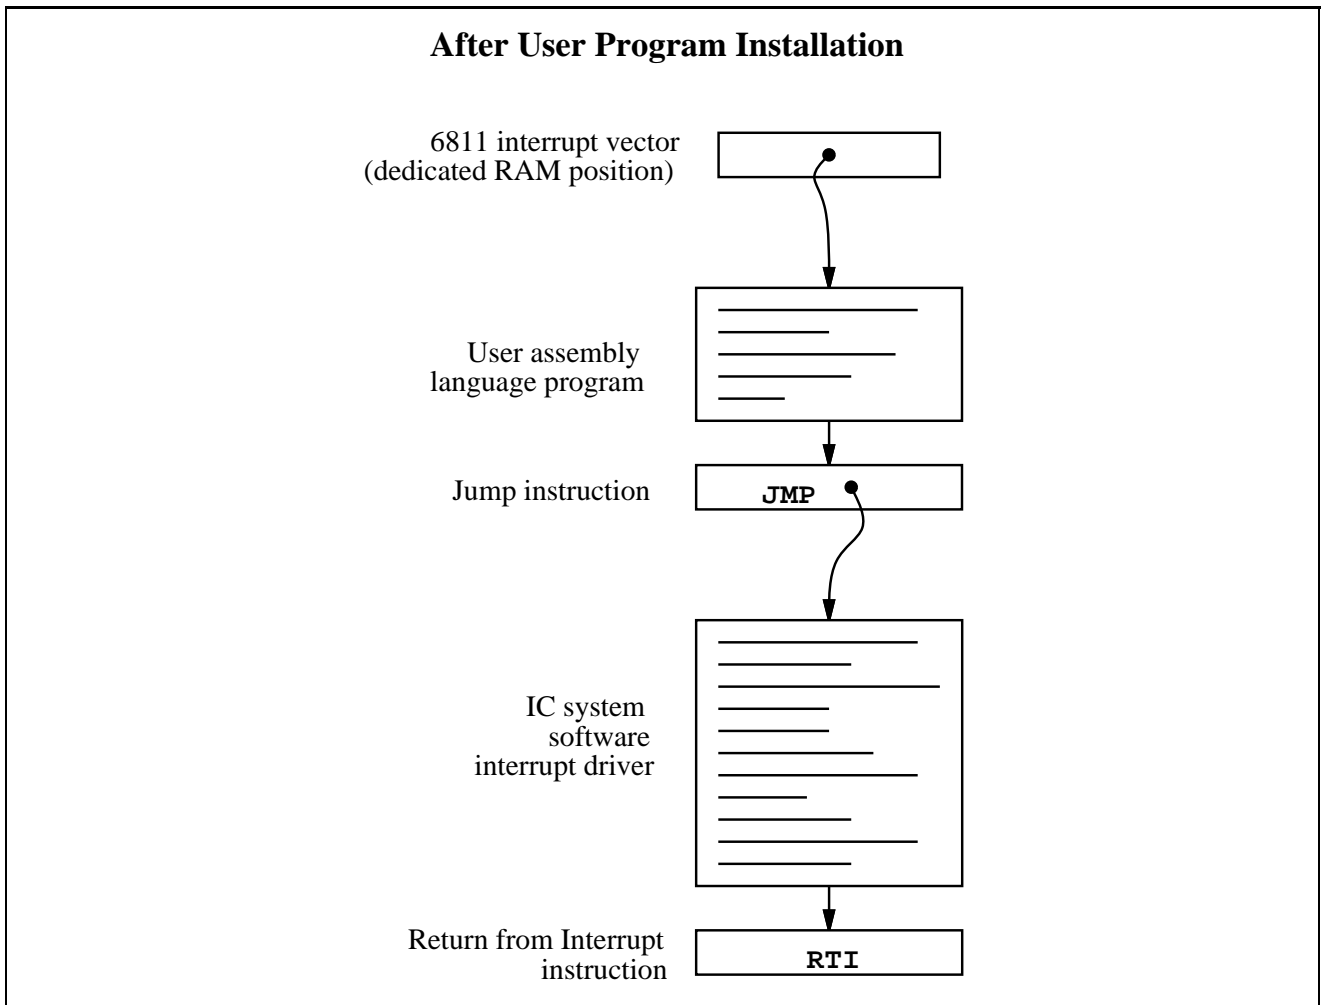 After User Program Installation
6811 interrupt vector
(dedicated RAM position)
User assembly
language program
Jump instruction
JMP
IC system
software
interrupt driver
Return from Interrupt
instruction
RTI